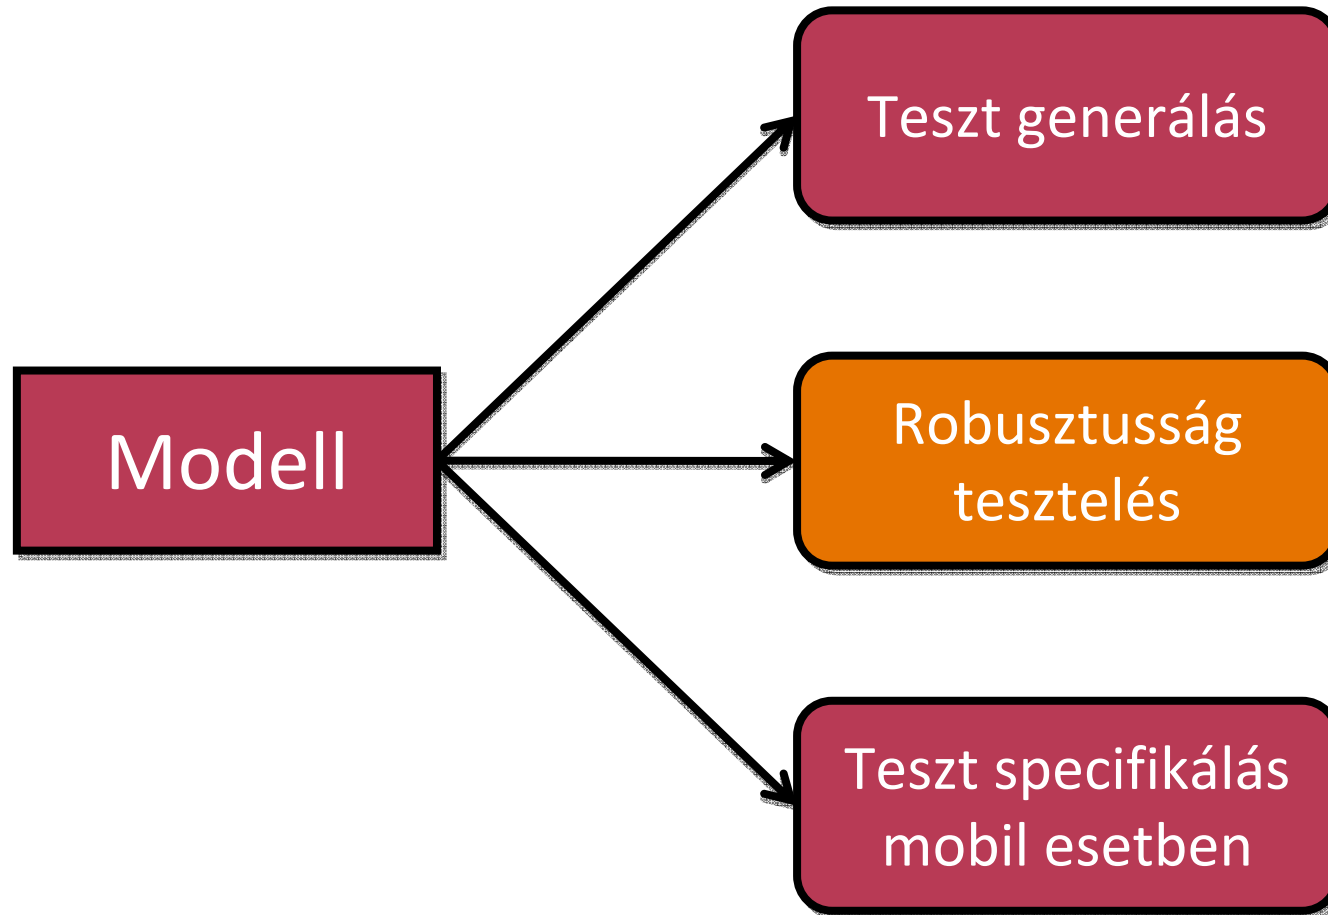 Teszt generálás
Modell
Robusztusság
tesztelés
Teszt specifikálás
mobil esetben